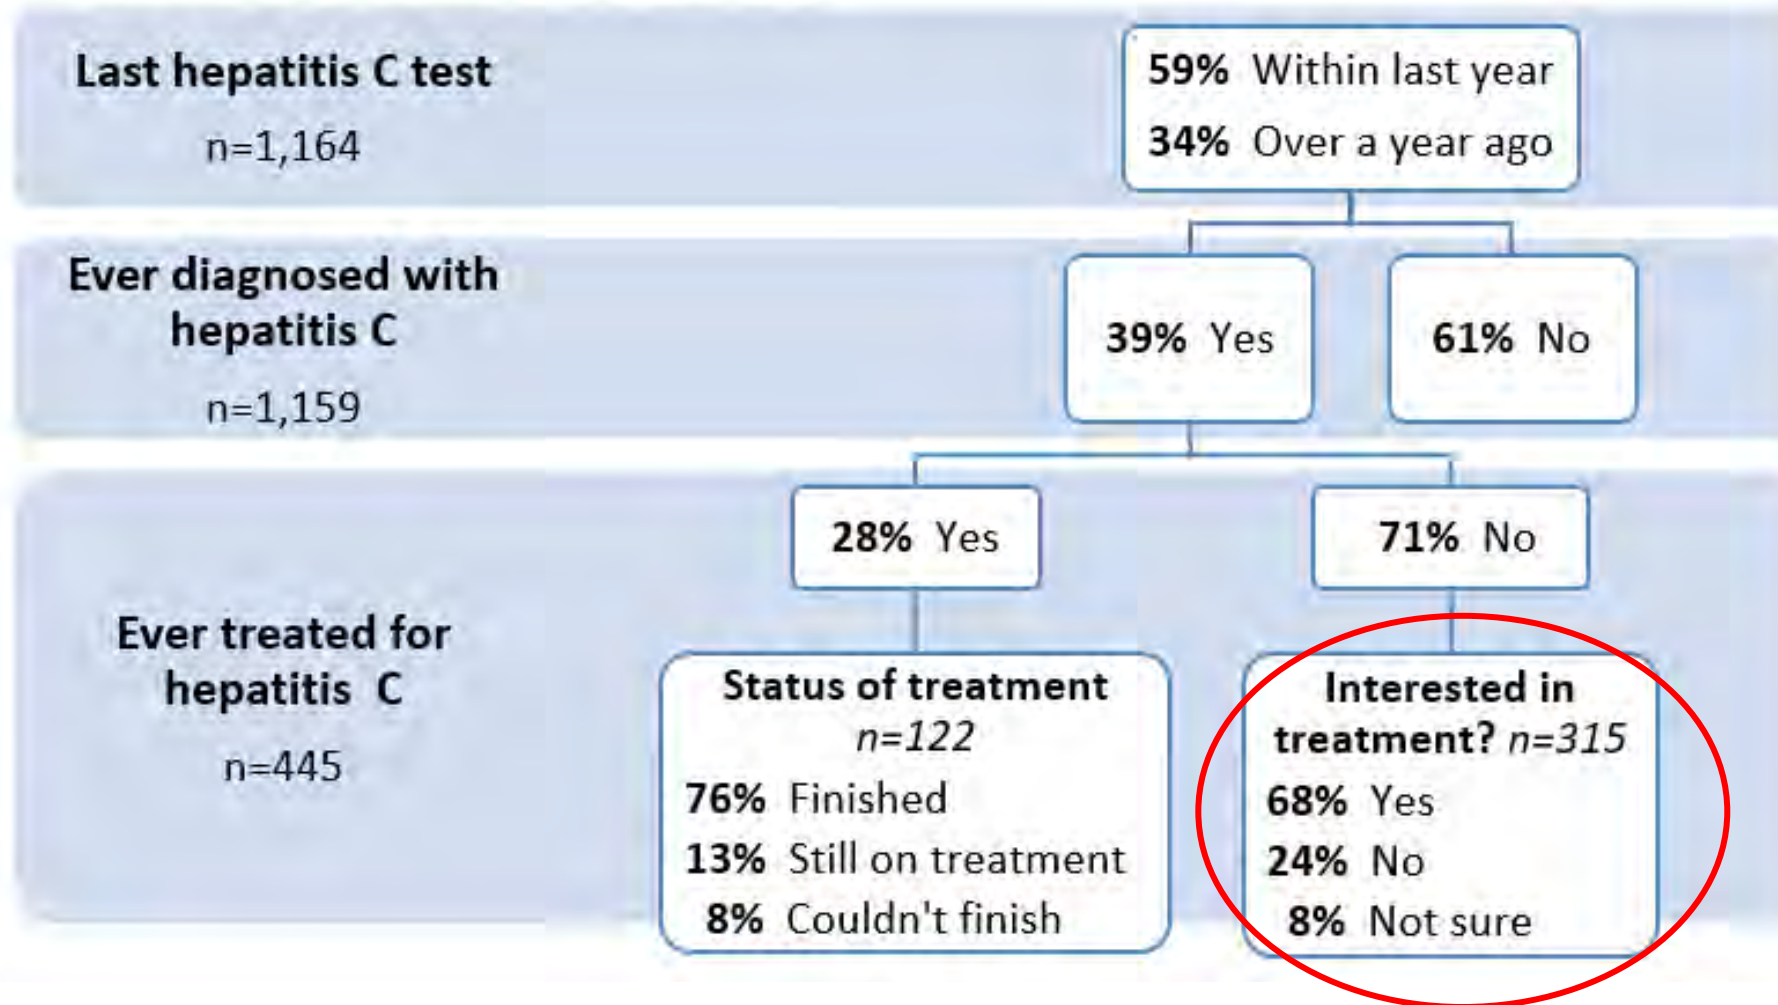 Last hepatitis C test
n=1,164
59% Within last year
34% Over a year ago
Ever diagnosed with
hepatitis C
n=1,159
39% Yes
61% No
Ever treated for
hepatitis C
n=445
28% Yes
71% No
Status of treatment
n=122
76% Finished
13% Still on treatment
8% Couldn't finish
Interested in
treatment? n=315
68% Yes
24% No
8% Not sure